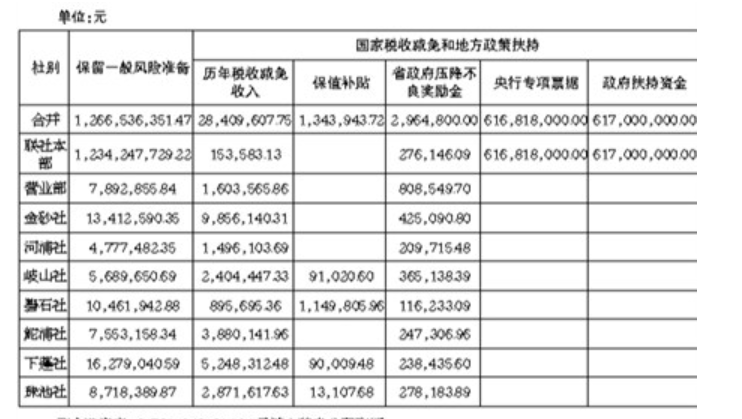 单位:元
社别 保留一般风险准备 国家税收减免和地方政策扶持
历年税收减免收入 保值补贴 省政府压降不良奖励金 央行专项票据 政府扶持资金
合并 1,266,536,351.47 28,409,607.75 1,343,943.72 2,964,800.00 616,818,000.00 617,000,000.00
联社本部 1,234,247,729.22 153,583.13 276,146.09 616,818,000.00 617,000,000.00
营业部 7,892,855.84 1,603,565.86 808,549.70
金砂社 13,412,590.35 9,856,140.31 425,090.80
河浦社 4,777,482.35 1,496,103.69 209,715.48
岐山社 5,689,650.69 2,404,447.33 91,020.60 365,138.39
礐石社 10,461,942.88 895,695.36 1,149,805.96 116,233.09
鮀浦社 7,553,158.34 3,880,141.96 247,306.96
下蓬社 16,279,040.59 5,248,312.48 90,009.48 238,435.60
珠池社 8,718,389.87 2,871,617.63 13,107.68 278,183.89